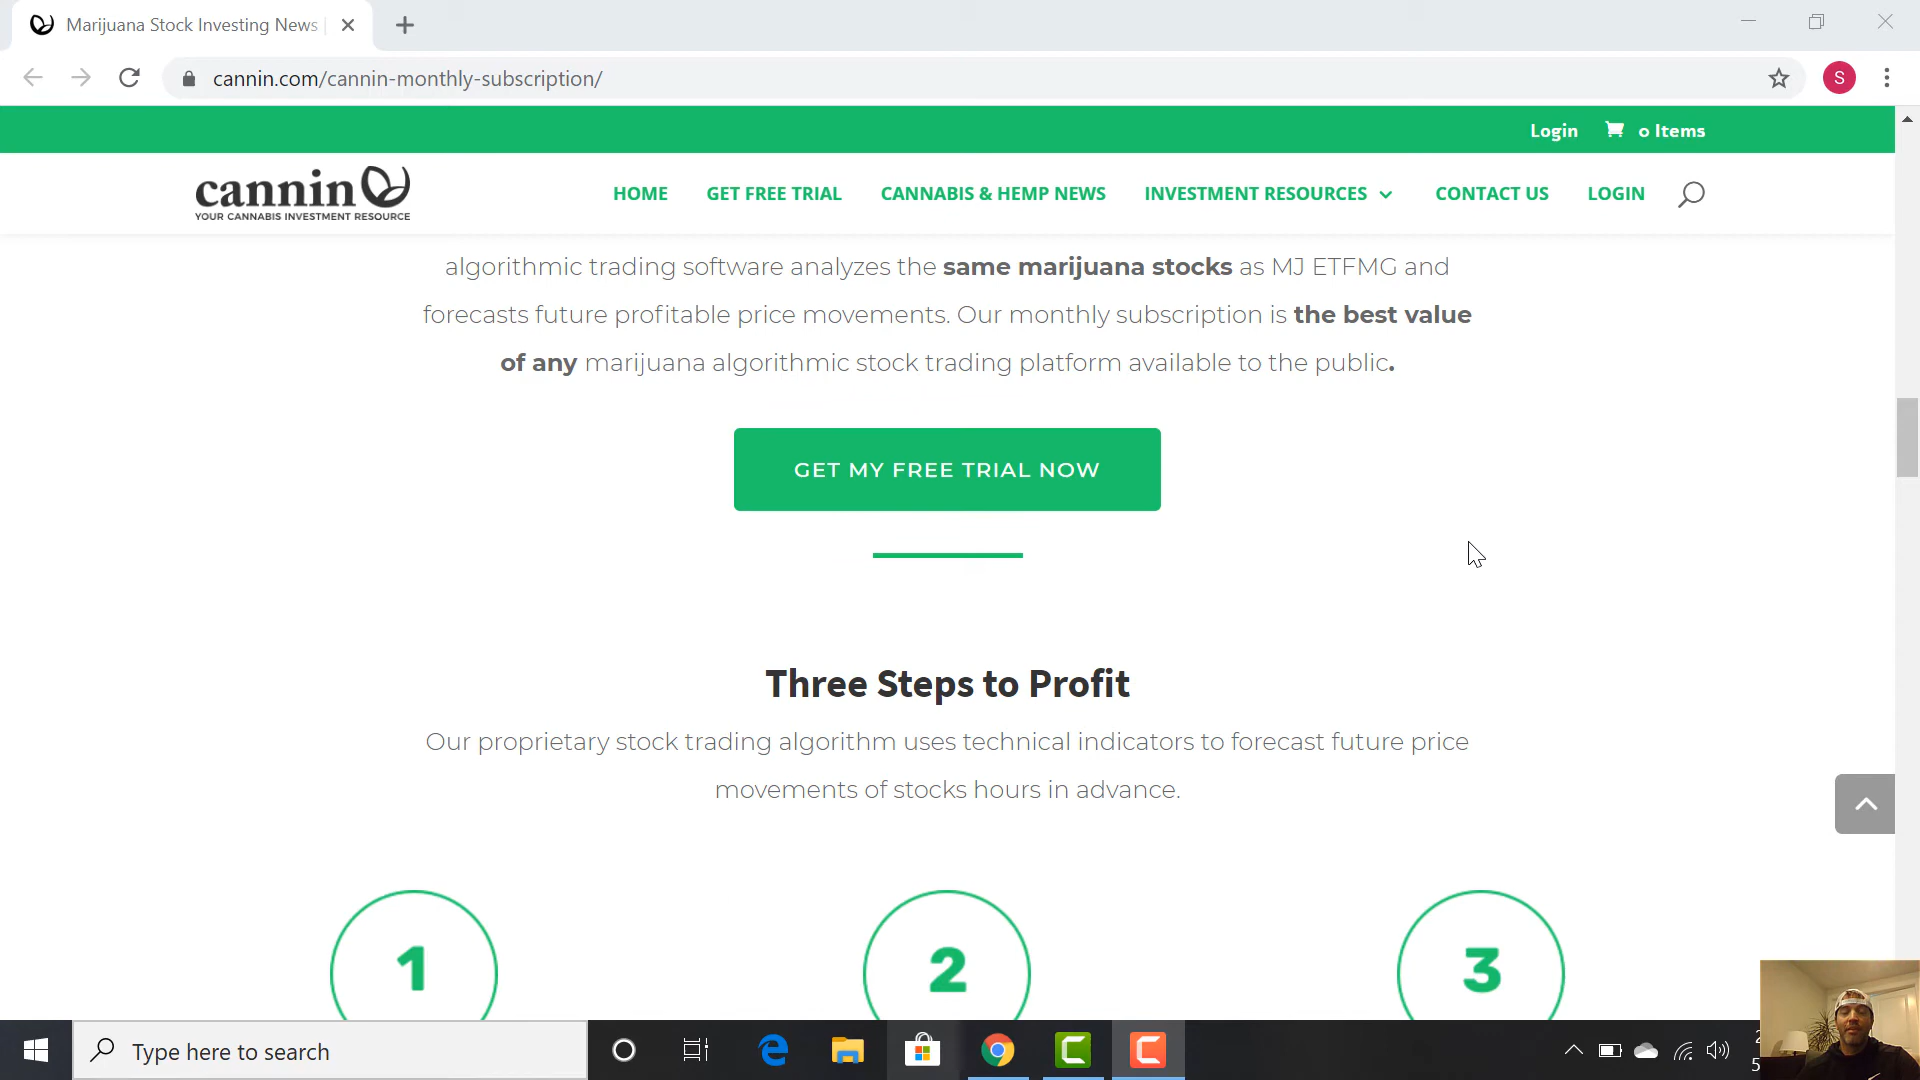 Marijuana Stock Investing News |
cannin.com/cannin-monthly-subscription/
S
Login
0 Items
cannin
YOUR CANNABIS INVESTMENT RESOURCE
HOME
GET FREE TRIAL
CANNABIS & HEMP NEWS
INVESTMENT RESOURCES
CONTACT US
LOGIN
algorithmic trading software analyzes the same marijuana stocks as MJ ETFMG and
forecasts future profitable price movements. Our monthly subscription is the best value
of any marijuana algorithmic stock trading platform available to the public.
GET MY FREE TRIAL NOW
Three Steps to Profit
Our proprietary stock trading algorithm uses technical indicators to forecast future price
movements of stocks hours in advance.
1
2
3
Type here to search